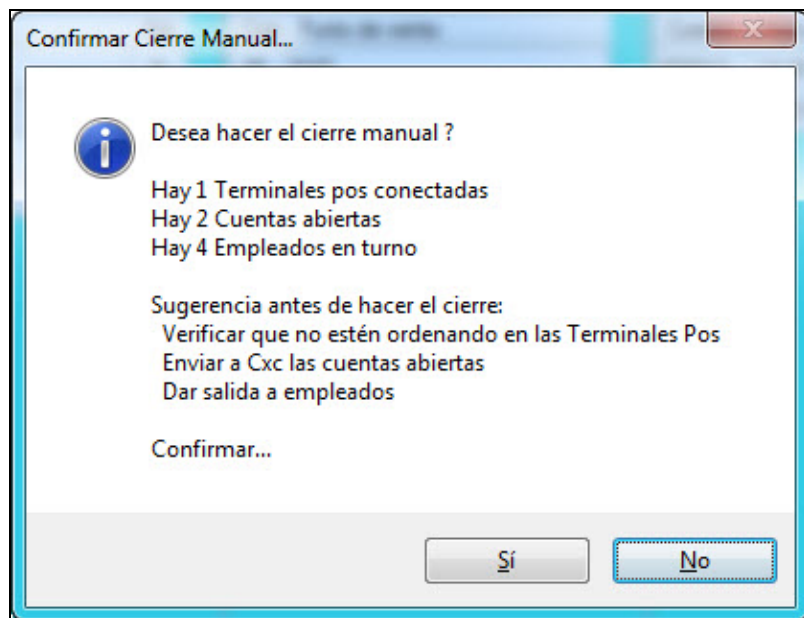 Confirmar Cierre Manual...
Desea hacer el cierre manual ?
Hay 1 Terminales pos conectadas
Hay 2 Cuentas abiertas
Hay 4 Empleados en turno
Sugerencia antes de hacer el cierre:
Verificar que no estén ordenando en las Terminales Pos
Enviar a Cxc las cuentas abiertas
Dar salida a empleados
Confirmar...
Sí
No